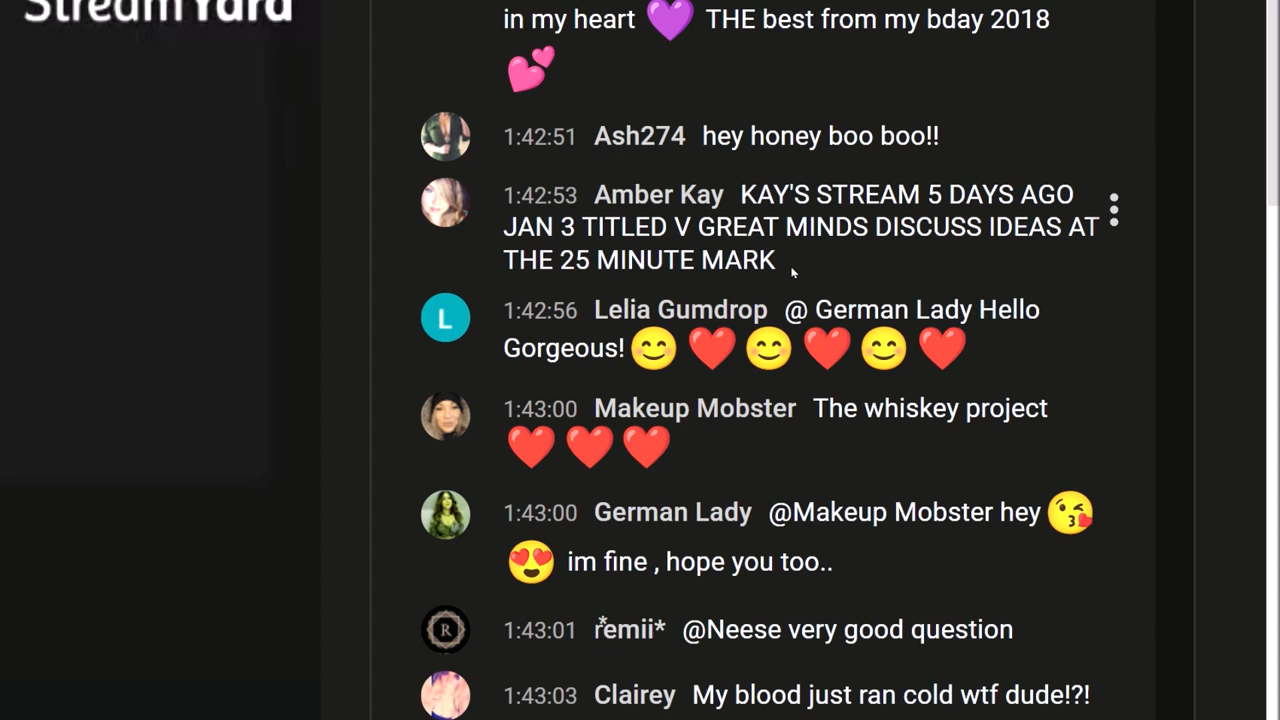 StreamYard
in my heart 💜 THE best from my bday 2018
💕
1:42:51 Ash274 hey honey boo boo!!
1:42:53 Amber Kay KAY'S STREAM 5 DAYS AGO
JAN 3 TITLED V GREAT MINDS DISCUSS IDEAS AT
THE 25 MINUTE MARK
L
1:42:56 Lelia Gumdrop @ German Lady Hello
Gorgeous! 😊 ❤️ 😊 ❤️ 😊 ❤️
1:43:00 Makeup Mobster The whiskey project
❤️ ❤️ ❤️
1:43:00 German Lady @Makeup Mobster hey 😘
😍 im fine , hope you too..
R
1:43:01 r͛emii* @Neese very good question
1:43:03 Clairey My blood just ran cold wtf dude!?!